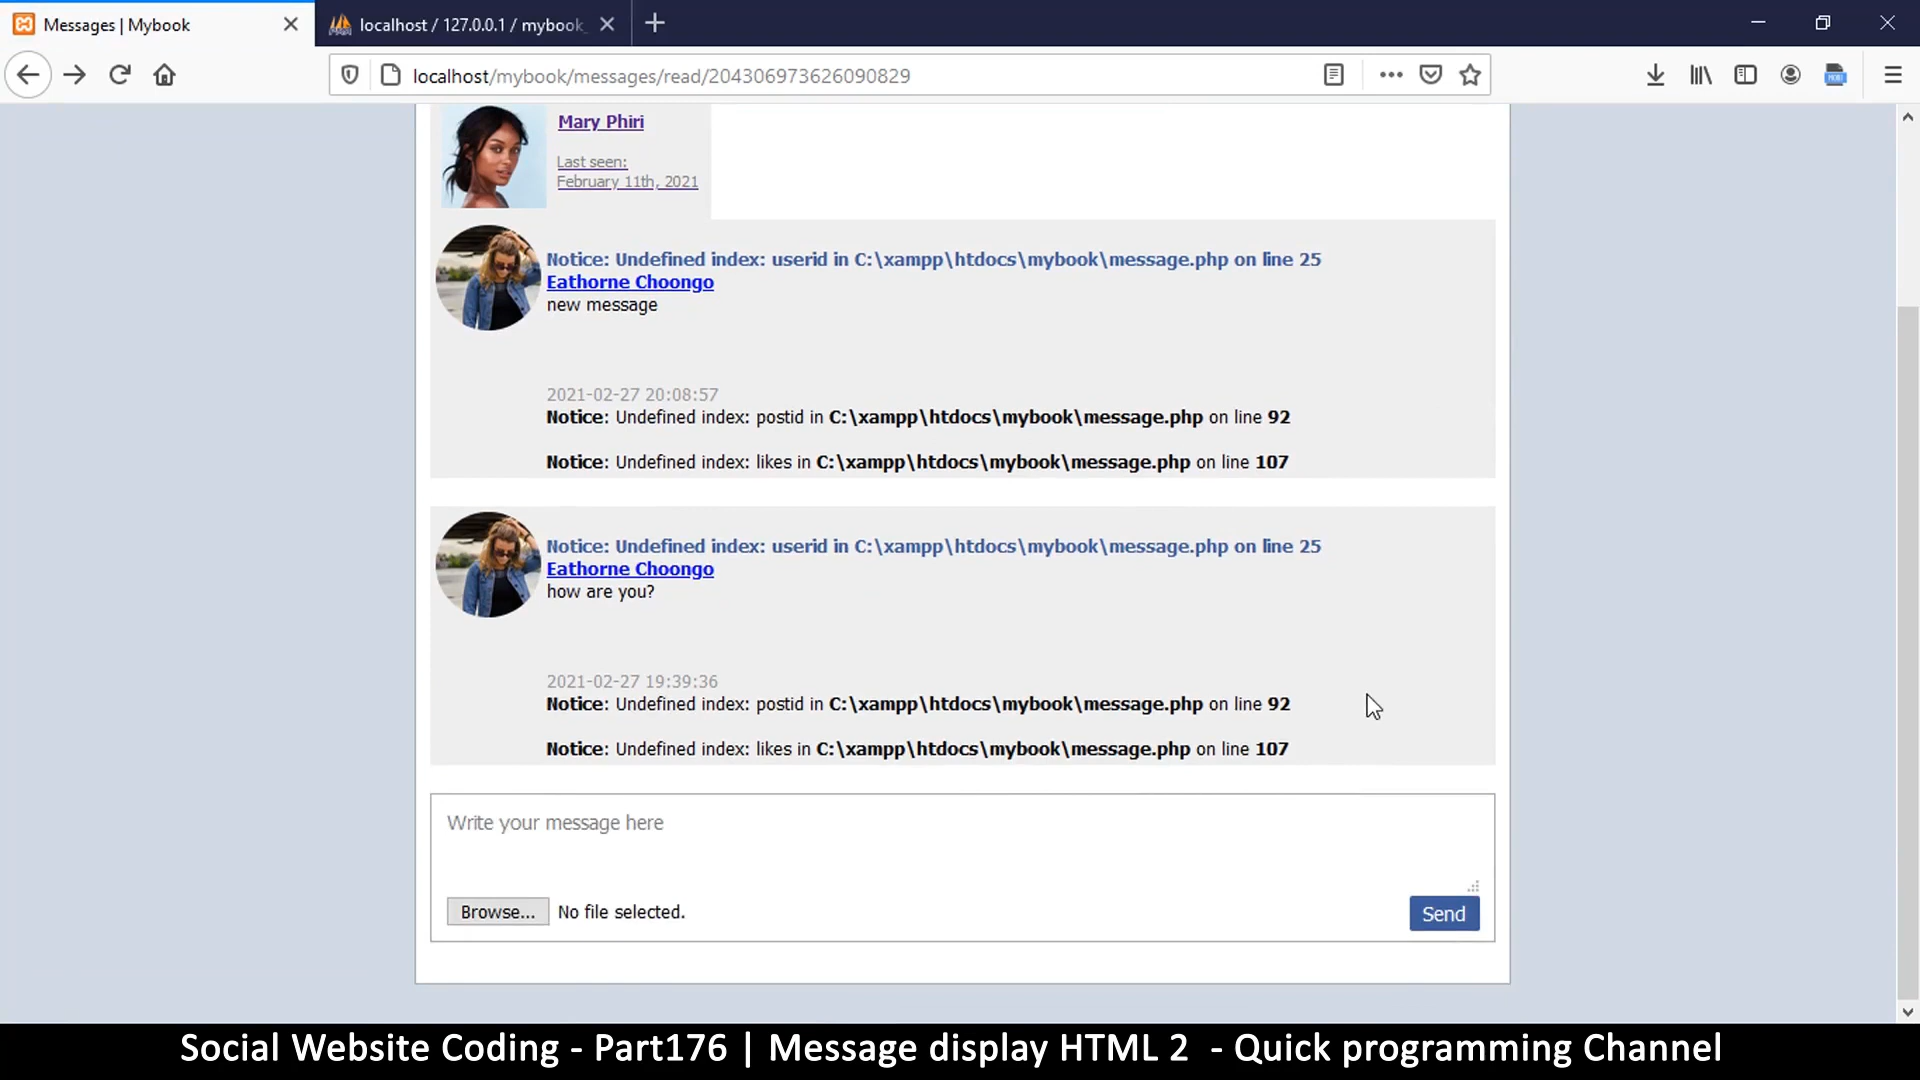 Messages | Mybook
localhost / 127.0.0.1 / mybook_
localhost/mybook/messages/read/204306973626090829
Mary Phiri
Last seen:
February 11th, 2021
Notice: Undefined index: userid in C:\xampp\htdocs\mybook\message.php on line 25
Eathorne Choongo
new message
2021-02-27 20:08:57
Notice: Undefined index: postid in C:\xampp\htdocs\mybook\message.php on line 92
Notice: Undefined index: likes in C:\xampp\htdocs\mybook\message.php on line 107
Notice: Undefined index: userid in C:\xampp\htdocs\mybook\message.php on line 25
Eathorne Choongo
how are you?
2021-02-27 19:39:36
Notice: Undefined index: postid in C:\xampp\htdocs\mybook\message.php on line 92
Notice: Undefined index: likes in C:\xampp\htdocs\mybook\message.php on line 107
Write your message here
Browse... No file selected.
Send
Social Website Coding - Part176 | Message display HTML 2 - Quick programming Channel